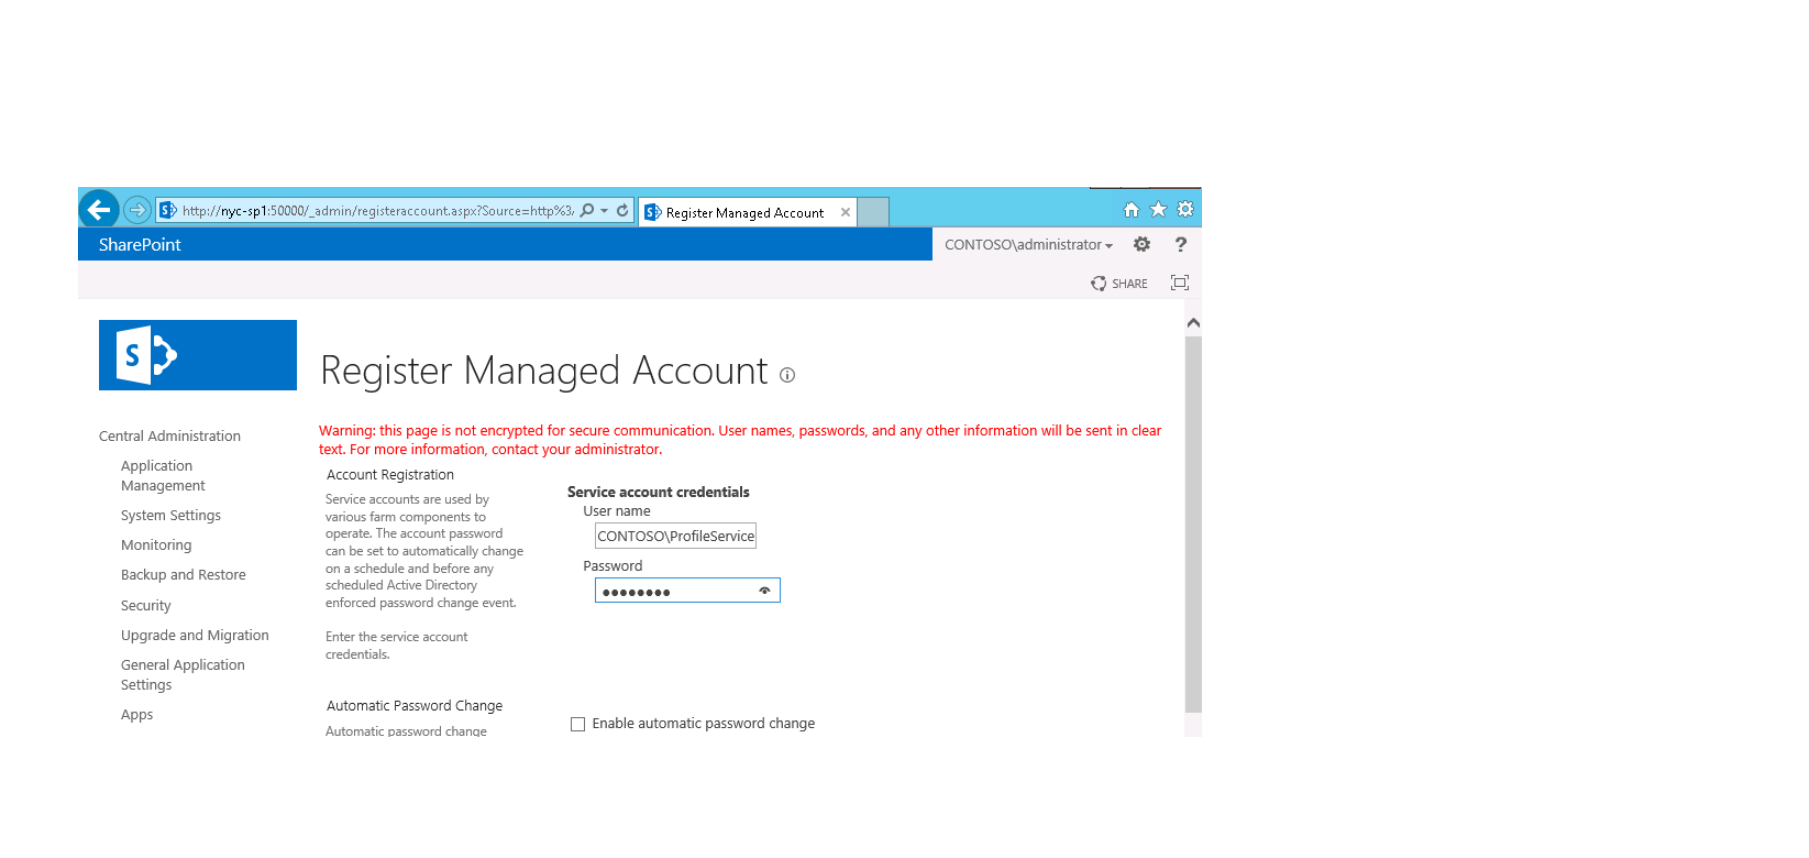 http://nyc-sp1:50000/_admin/registeraccount.aspx?Source=http%3,
Register Managed Account
SharePoint
CONTOSO\administrator
?
SHARE
S
Register Managed Account
Warning: this page is not encrypted for secure communication. User names, passwords, and any other information will be sent in clear
text. For more information, contact your administrator.
Central Administration
Application
Management
System Settings
Monitoring
Backup and Restore
Security
Upgrade and Migration
General Application
Settings
Apps
Account Registration
Service accounts are used by
various farm components to
operate. The account password
can be set to automatically change
on a schedule and before any
scheduled Active Directory
enforced password change event.
Enter the service account
credentials.
Service account credentials
User name
CONTOSO\ProfileService
Password
Automatic Password Change
Automatic password change
Enable automatic password change